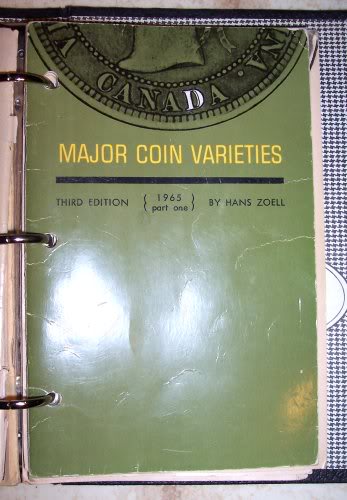 CANADA
MAJOR COIN VARIETIES
THIRD EDITION { 1965 part one } BY HANS ZOELL